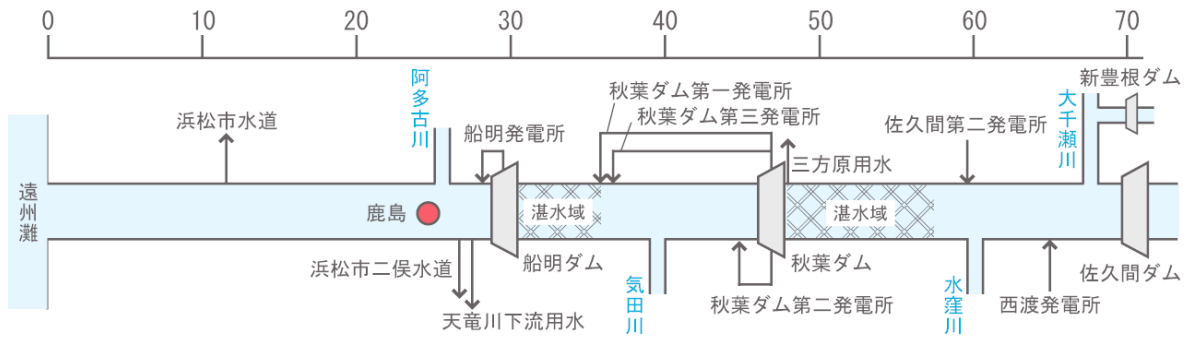 0 10 20 30 40 50 60 70
新豊根ダム
阿多古川
秋葉ダム第一発電所
大千瀬川
浜松市水道
船明発電所
秋葉ダム第三発電所
佐久間第二発電所
三方原用水
遠州灘
鹿島
湛水域
湛水域
浜松市二俣水道
船明ダム
秋葉ダム
佐久間ダム
天竜川下流用水
気田川
秋葉ダム第二発電所
水窪川
西渡発電所